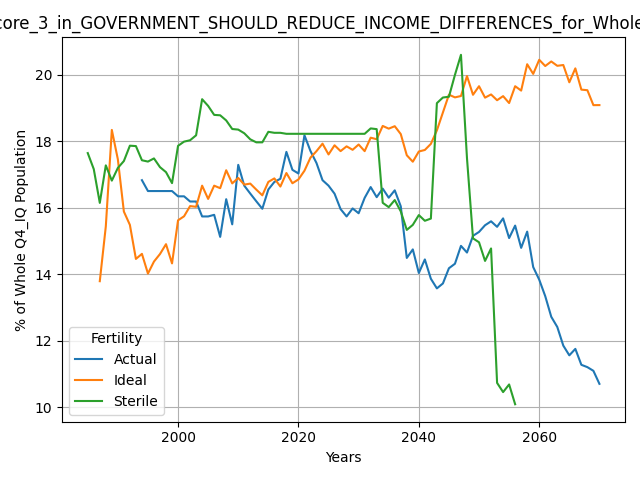 core_3_in_GOVERNMENT_SHOULD_REDUCE_INCOME_DIFFERENCES_for_Whole
% of Whole Q4_IQ Population
20
18
16
14
12
10
Fertility
Actual
Ideal
Sterile
2000
2020
2040
2060
Years